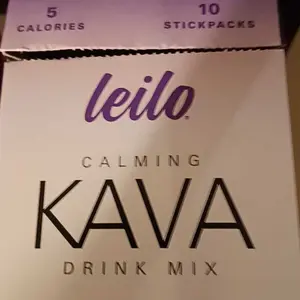 5 10
CALORIES STICKPACKS
leilo®
CALMING
KAVA
DRINK MIX